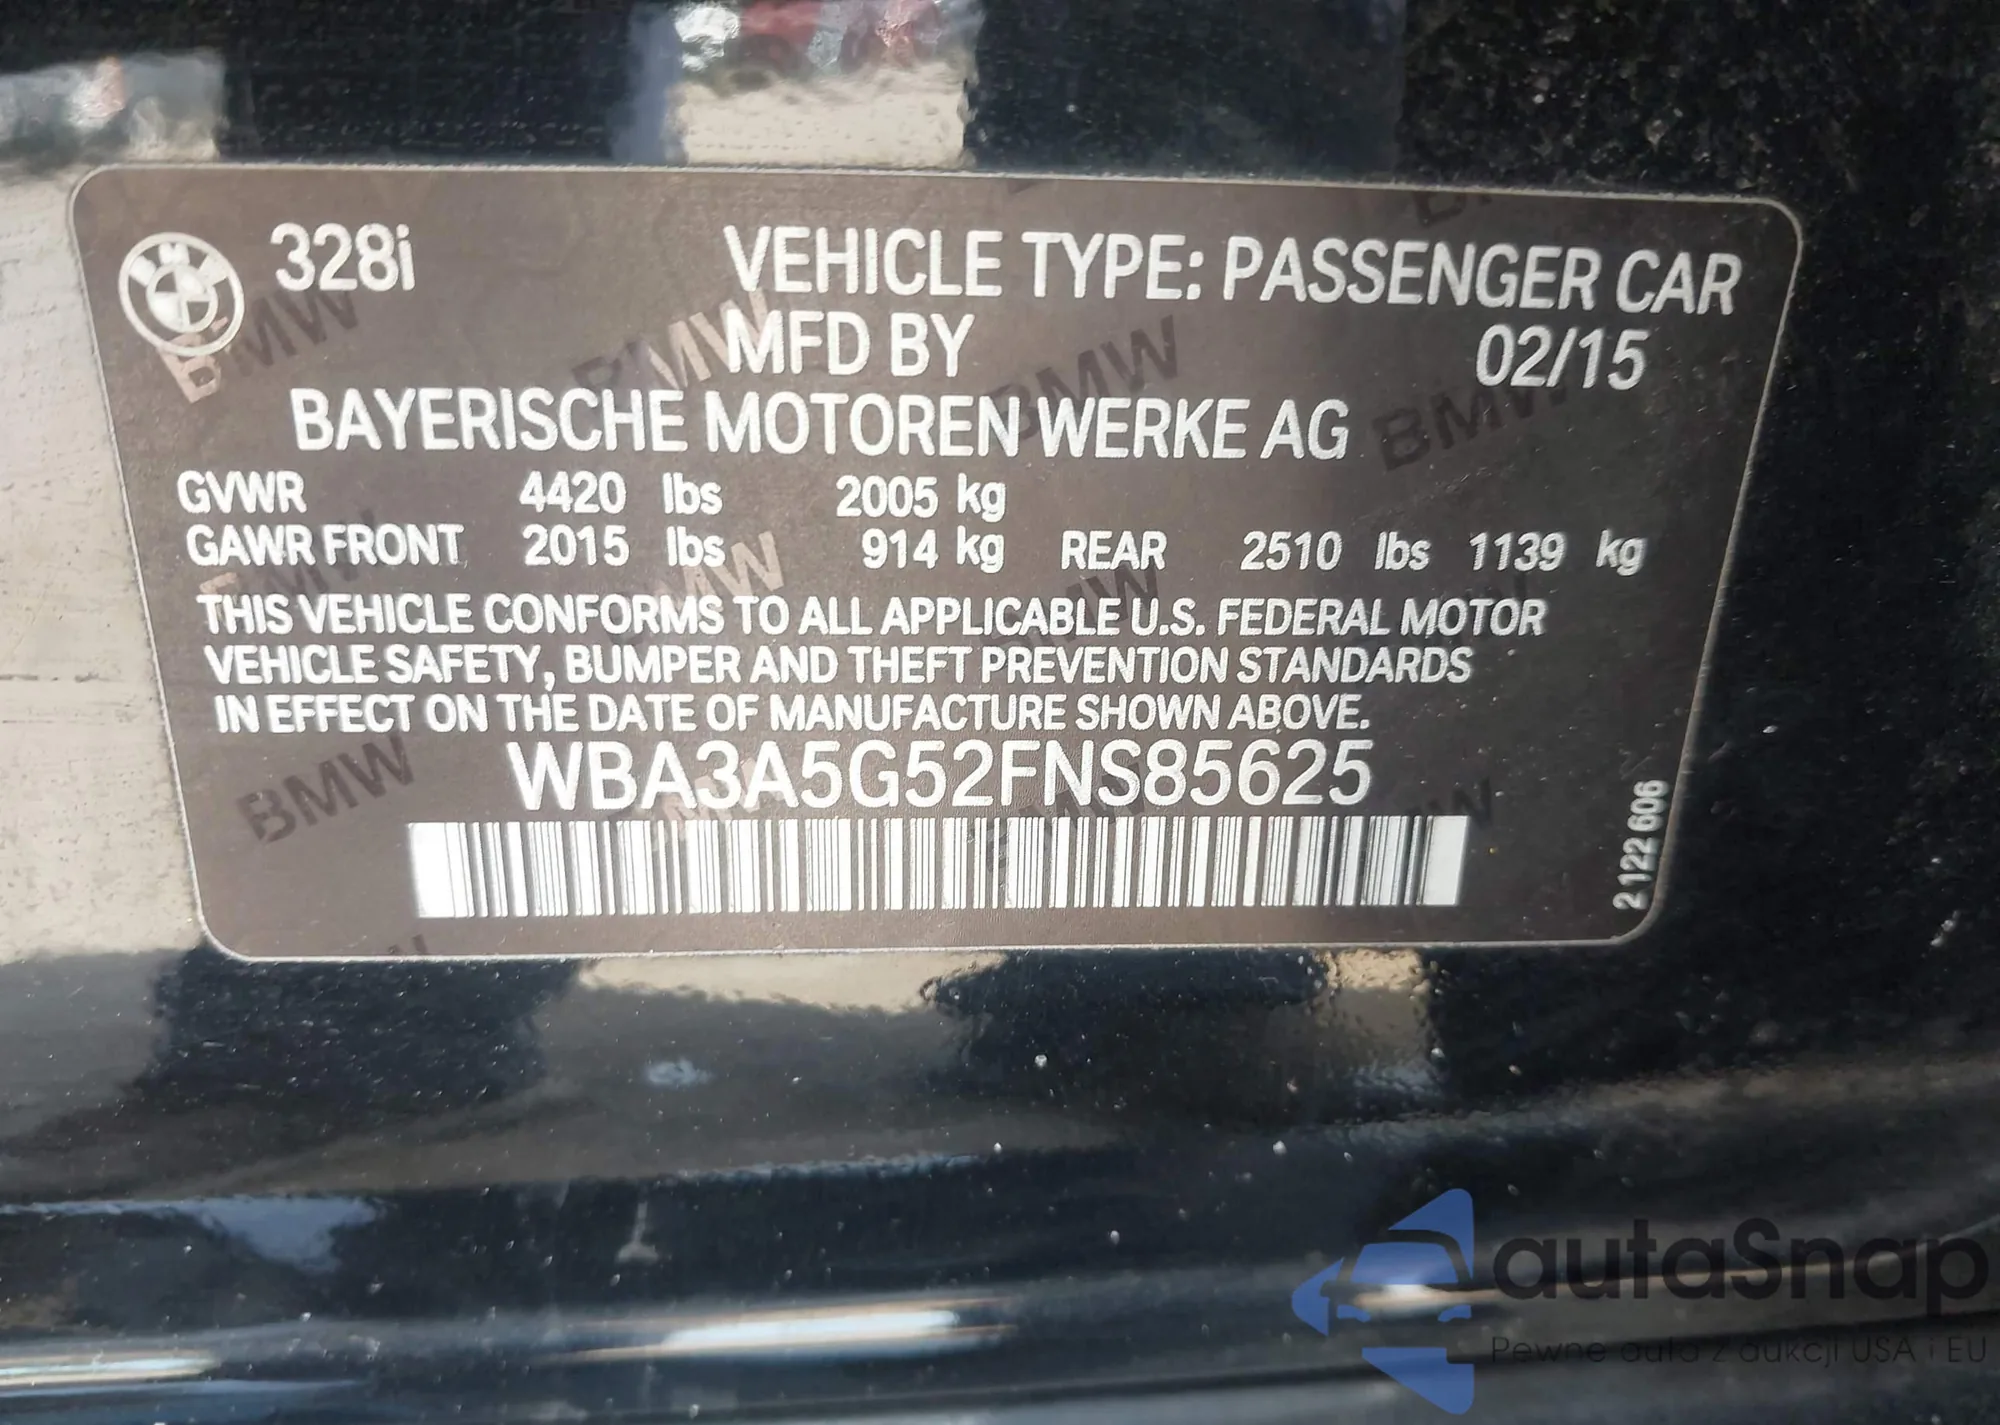 BMW 328i VEHICLE TYPE: PASSENGER CAR
MFD BY 02/15
BAYERISCHE MOTOREN WERKE AG
GVWR 4420 lbs 2005 kg
GAWR FRONT 2015 lbs 914 kg REAR 2510 lbs 1139 kg
THIS VEHICLE CONFORMS TO ALL APPLICABLE U.S. FEDERAL MOTOR
VEHICLE SAFETY, BUMPER AND THEFT PREVENTION STANDARDS
IN EFFECT ON THE DATE OF MANUFACTURE SHOWN ABOVE.
WBA3A5G52FNS85625
2 122 606
autaSnap
Pewne auta z aukcji USA i EU